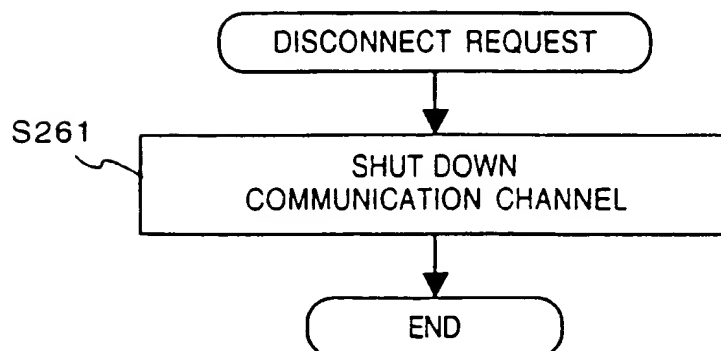 DISCONNECT REQUEST
S261
SHUT DOWN
COMMUNICATION CHANNEL
END